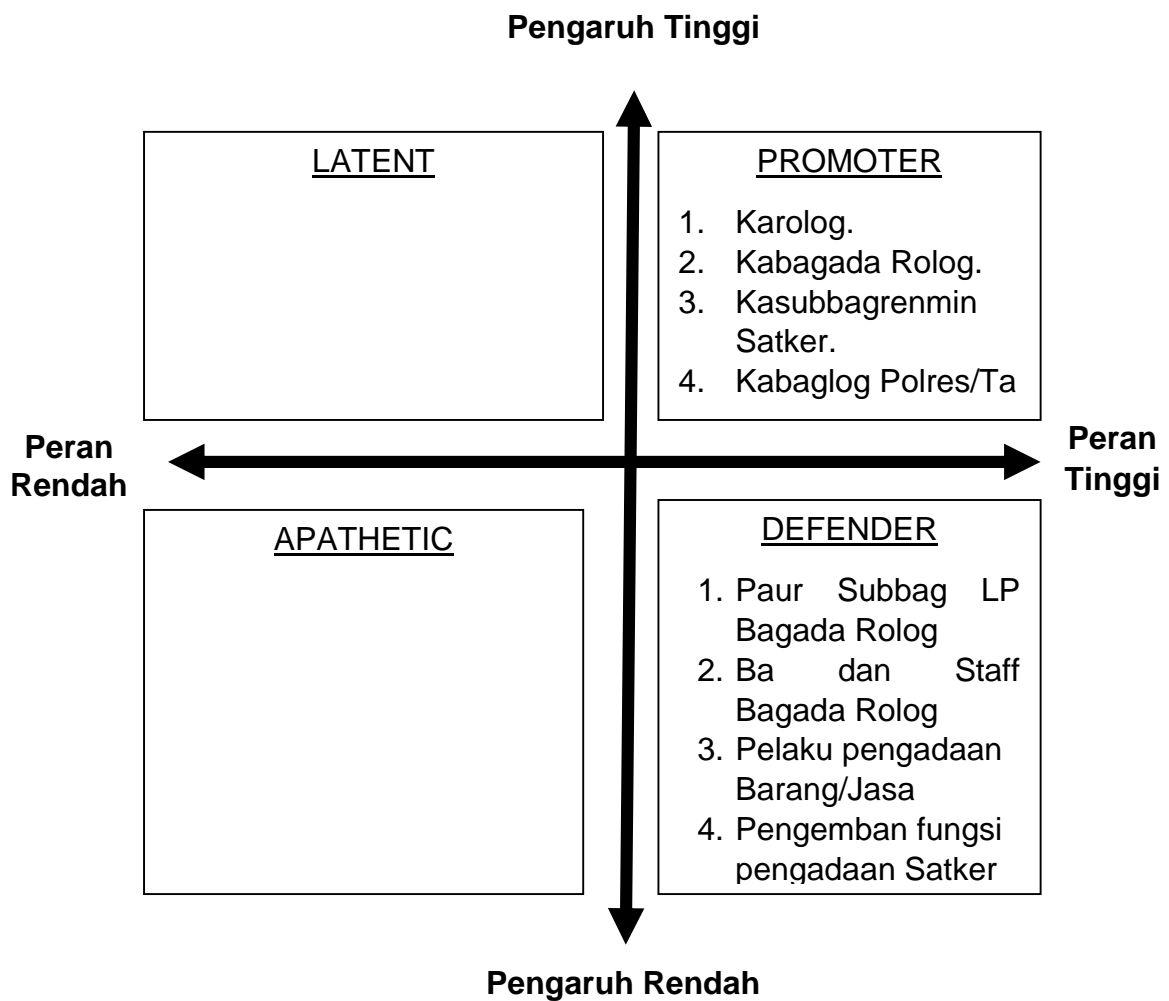 Pengaruh Tinggi
LATENT
PROMOTER
1. Karolog.
2. Kabagada Rolog.
3. Kasubbagrenmin
Satker.
4. Kabaglog Polres/Ta
Peran
Rendah
Peran
Tinggi
APATHETIC
DEFENDER
1. Paur Subbag LP
Bagada Rolog
2. Ba dan Staff
Bagada Rolog
3. Pelaku pengadaan
Barang/Jasa
4. Pengemban fungsi
pengadaan Satker
Pengaruh Rendah